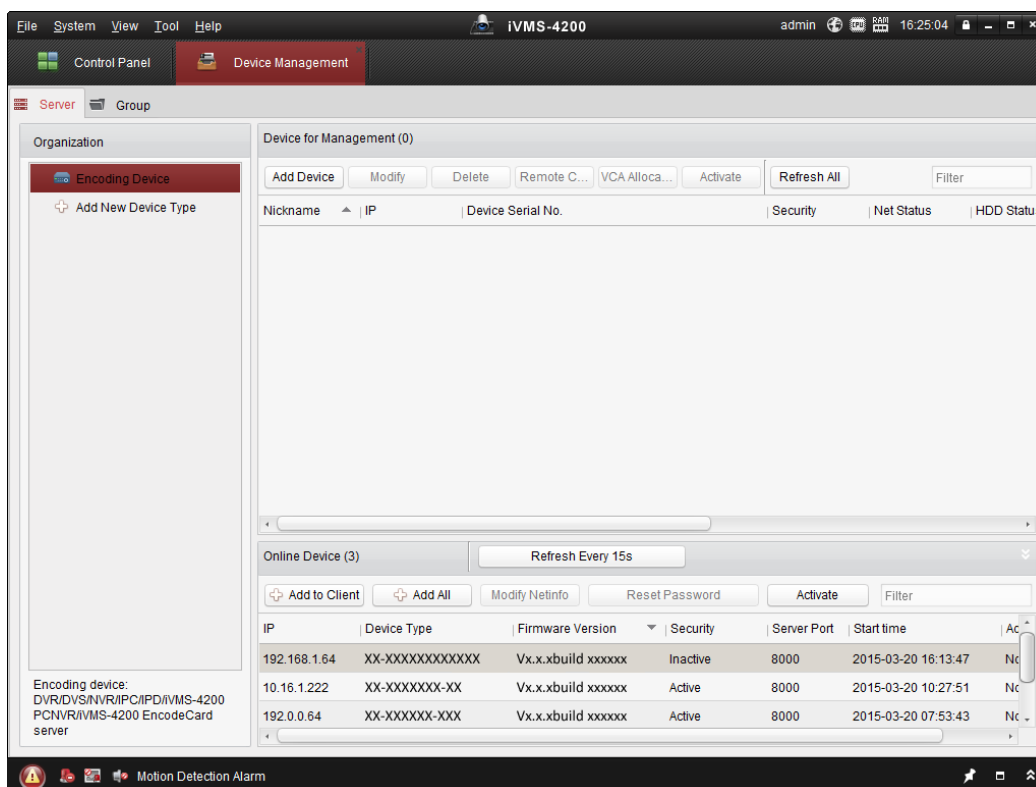 File System View Tool Help iVMS-4200 admin CPU RAM 16:25:04
Control Panel Device Management
Server Group
Organization
Encoding Device
Add New Device Type
Encoding device:
DVR/DVS/NVR/IPC/IPD/iVMS-4200
PCNVR/iVMS-4200 EncodeCard
server
Device for Management (0)
Add Device Modify Delete Remote C... VCA Alloca... Activate Refresh All Filter
Nickname IP Device Serial No. Security Net Status HDD Statu
Online Device (3) Refresh Every 15s
Add to Client Add All Modify Netinfo Reset Password Activate Filter
IP Device Type Firmware Version Security Server Port Start time Ac
192.168.1.64 XX-XXXXXXXXXXXX Vx.x.xbuild xxxxxx Inactive 8000 2015-03-20 16:13:47 Nc
10.16.1.222 XX-XXXXXXX-XX Vx.x.xbuild xxxxxx Active 8000 2015-03-20 10:27:51 Nc
192.0.0.64 XX-XXXXXX-XXX Vx.x.xbuild xxxxxx Active 8000 2015-03-20 07:53:43 Nc
Motion Detection Alarm